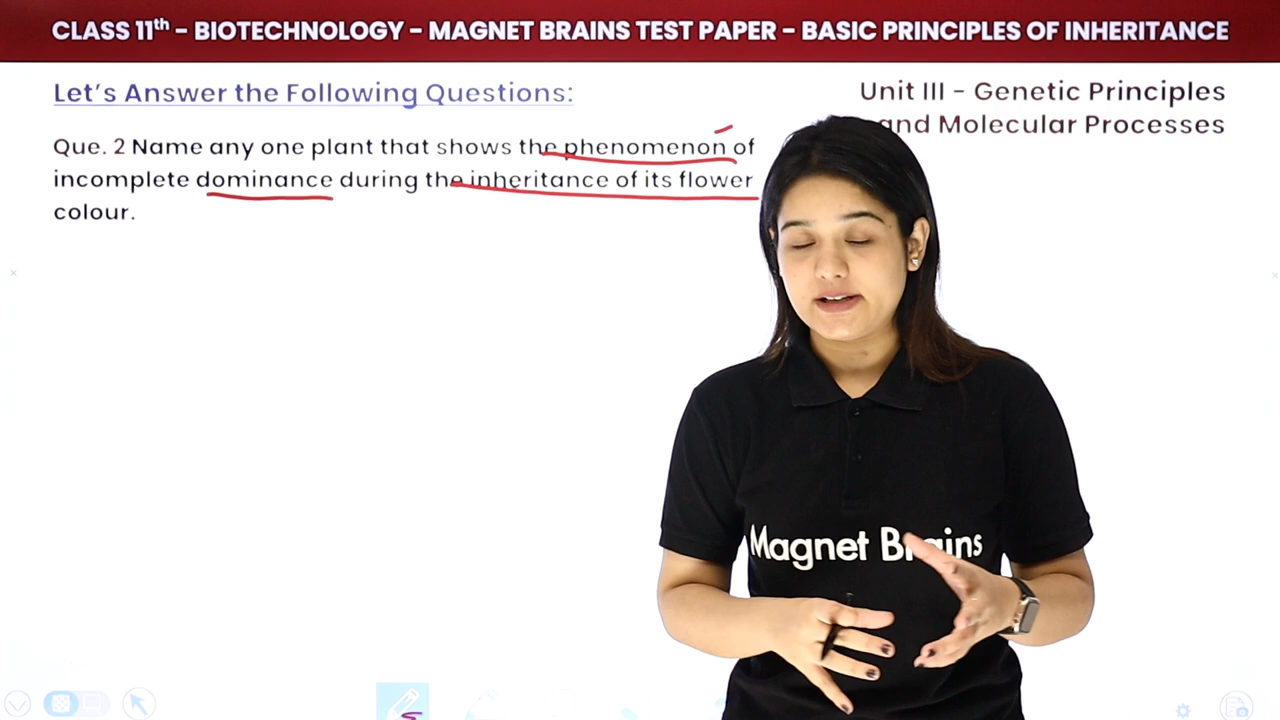 CLASS 11th - BIOTECHNOLOGY - MAGNET BRAINS TEST PAPER - BASIC PRINCIPLES OF INHERITANCE
Let's Answer the Following Questions:
Unit III - Genetic Principles
and Molecular Processes
Que. 2 Name any one plant that shows the phenomenon of
incomplete dominance during the inheritance of its flower
colour.
Magnet Brains